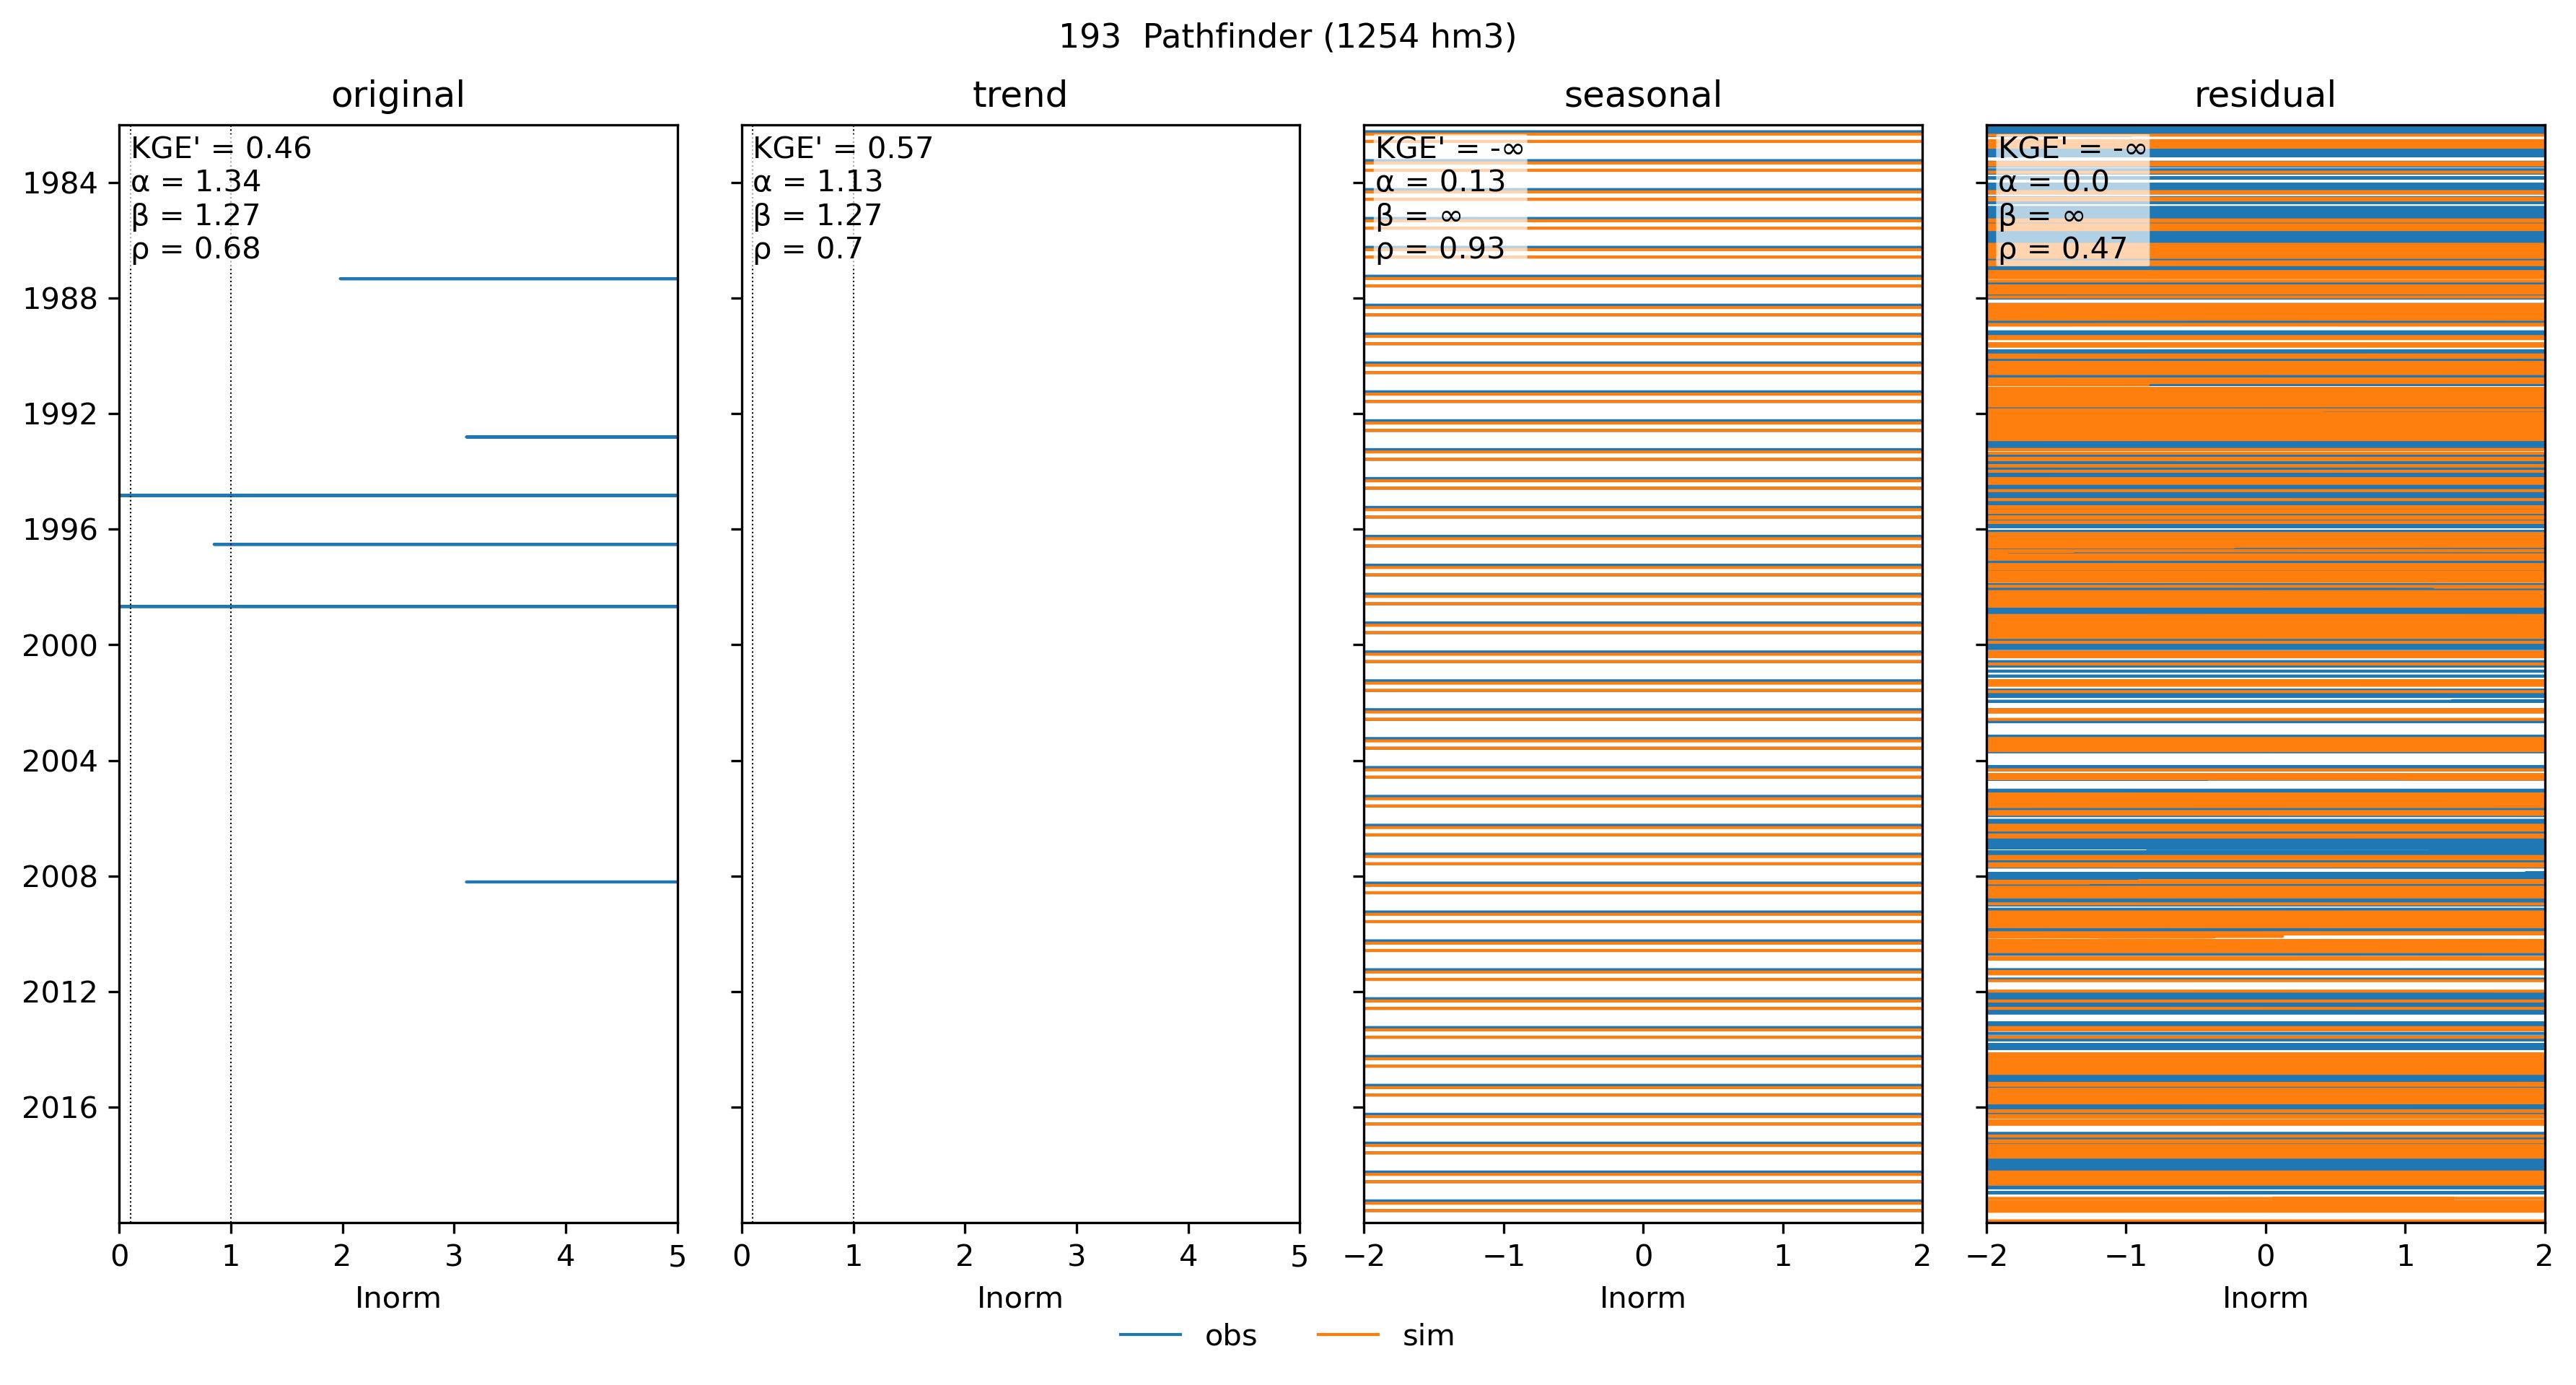 193  Pathfinder (1254 hm3)
original
trend
seasonal
residual
KGE' = 0.46
α = 1.34
β = 1.27
ρ = 0.68
KGE' = 0.57
α = 1.13
β = 1.27
ρ = 0.7
KGE' = -∞
α = 0.13
β = ∞
ρ = 0.93
KGE' = -∞
α = 0.0
β = ∞
ρ = 0.47
1984
1988
1992
1996
2000
2004
2008
2012
2016
0 1 2 3 4 5
0 1 2 3 4 5
−2 −1 0 1 2
−2 −1 0 1 2
Inorm
Inorm
Inorm
Inorm
obs
sim